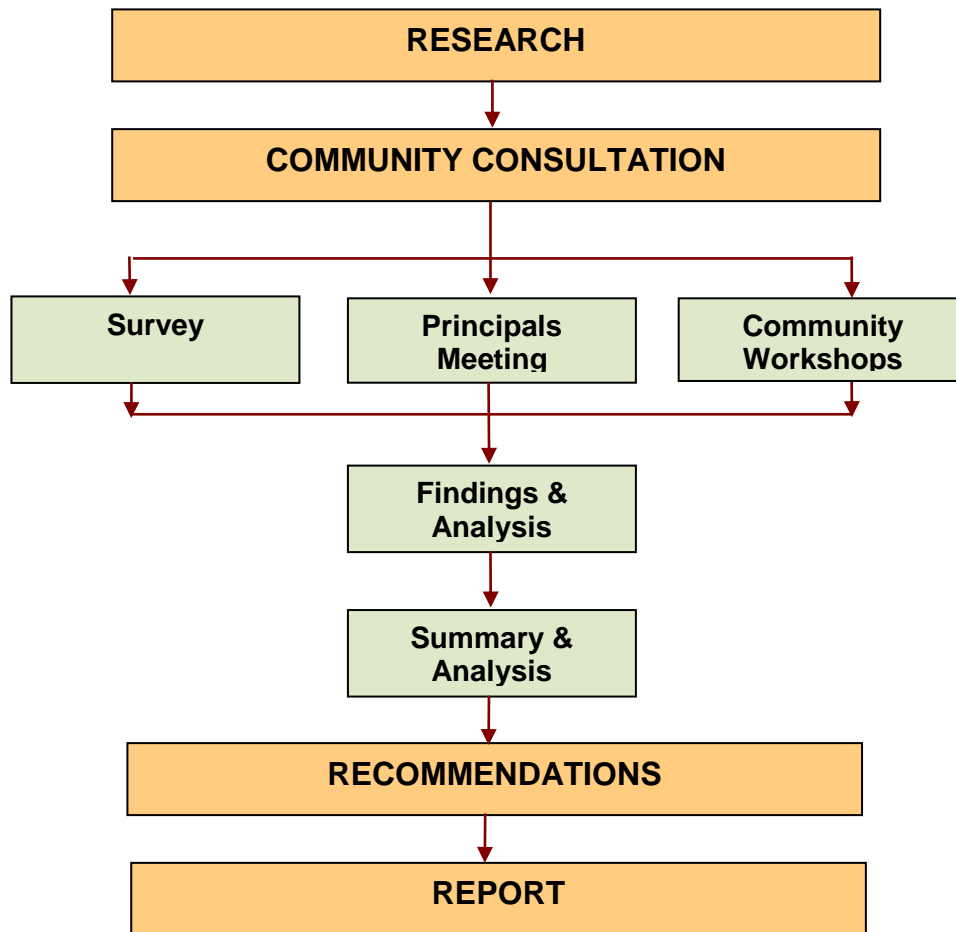 RESEARCH
COMMUNITY CONSULTATION
Survey
Principals
Meeting
Community
Workshops
Findings &
Analysis
Summary &
Analysis
RECOMMENDATIONS
REPORT